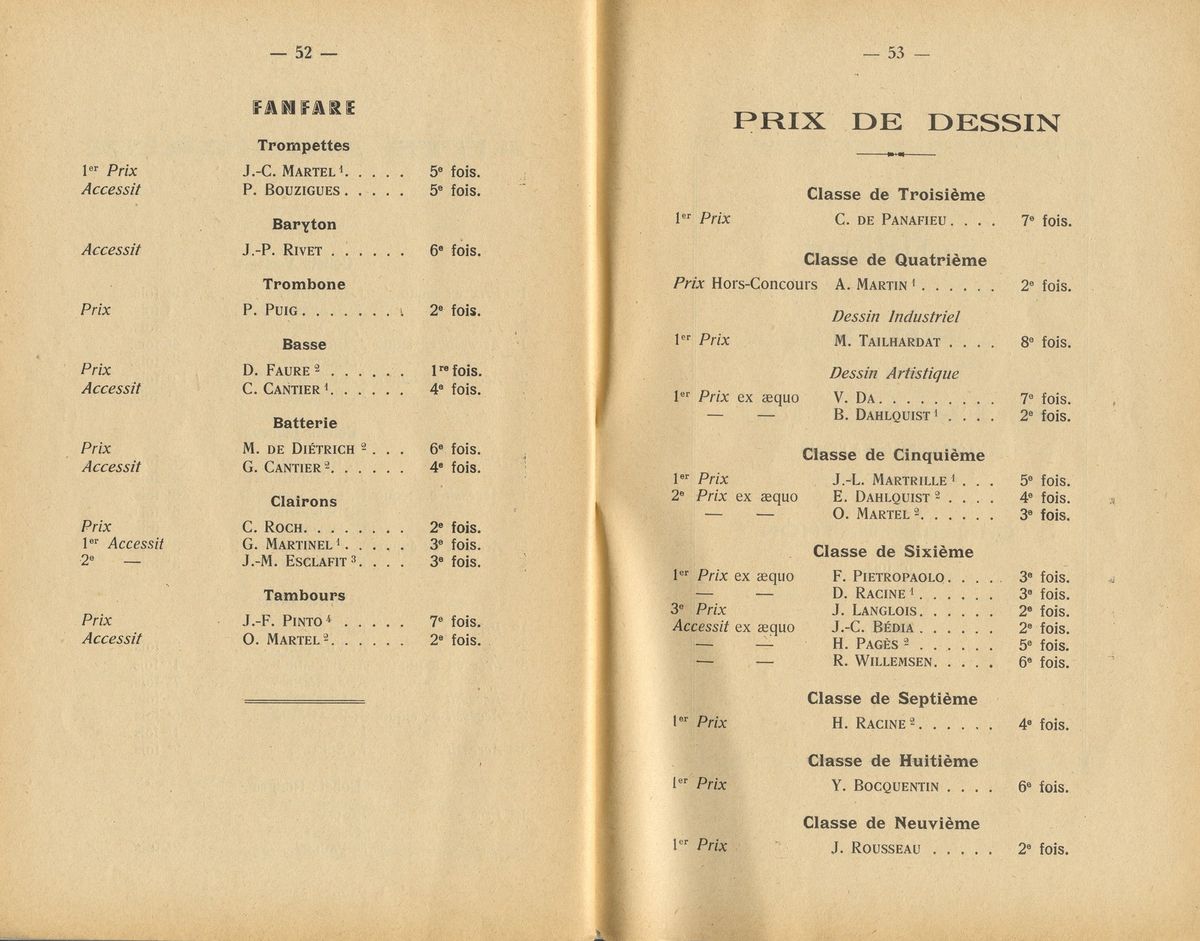 — 52 —
FANFARE
Trompettes
1er Prix J.-C. MARTEL 1. . . . . 5e fois.
Accessit P. BOUZIGUES . . . . 5e fois.
Baryton
Accessit J.-P. RIVET . . . . . . 6e fois.
Trombone
Prix P. PUIG. . . . . . . . 2e fois.
Basse
Prix D. FAURE 2 . . . . . . 1re fois.
Accessit C. CANTIER 1. . . . . . 4e fois.
Batterie
Prix M. DE DIÉTRICH 2 . . . 6e fois.
Accessit G. CANTIER 2. . . . . . 4e fois.
Clairons
Prix C. ROCH. . . . . . . . 2e fois.
1er Accessit G. MARTINEL 1. . . . . 3e fois.
2e — J.-M. ESCLAFIT 3. . . . 3e fois.
Tambours
Prix J.-F. PINTO 4 . . . . . 7e fois.
Accessit O. MARTEL 2. . . . . . 2e fois.
— 53 —
PRIX DE DESSIN
Classe de Troisième
1er Prix C. DE PANAFIEU. . . . 7e fois.
Classe de Quatrième
Prix Hors-Concours A. MARTIN 1 . . . . . . 2e fois.
Dessin Industriel
1er Prix M. TAILHARDAT . . . . 8e fois.
Dessin Artistique
1er Prix ex æquo V. DA. . . . . . . . . 7e fois.
— — B. DAHLQUIST 1 . . . . 2e fois.
Classe de Cinquième
1er Prix J.-L. MARTRILLE 1 . . . 5e fois.
2e Prix ex æquo E. DAHLQUIST 2 . . . . 4e fois.
— — O. MARTEL 2. . . . . . 3e fois.
Classe de Sixième
1er Prix ex æquo F. PIETROPAOLO. . . . . 3e fois.
— — D. RACINE 1 . . . . . . 3e fois.
3e Prix J. LANGLOIS. . . . . . 2e fois.
Accessit ex æquo J.-C. BÉDIA . . . . . . 2e fois.
— — H. PAGÈS 2 . . . . . . 5e fois.
— — R. WILLEMSEN. . . . . 6e fois.
Classe de Septième
1er Prix H. RACINE 2. . . . . . 4e fois.
Classe de Huitième
1er Prix Y. BOCQUENTIN . . . . 6e fois.
Classe de Neuvième
1er Prix J. ROUSSEAU . . . . . 2e fois.